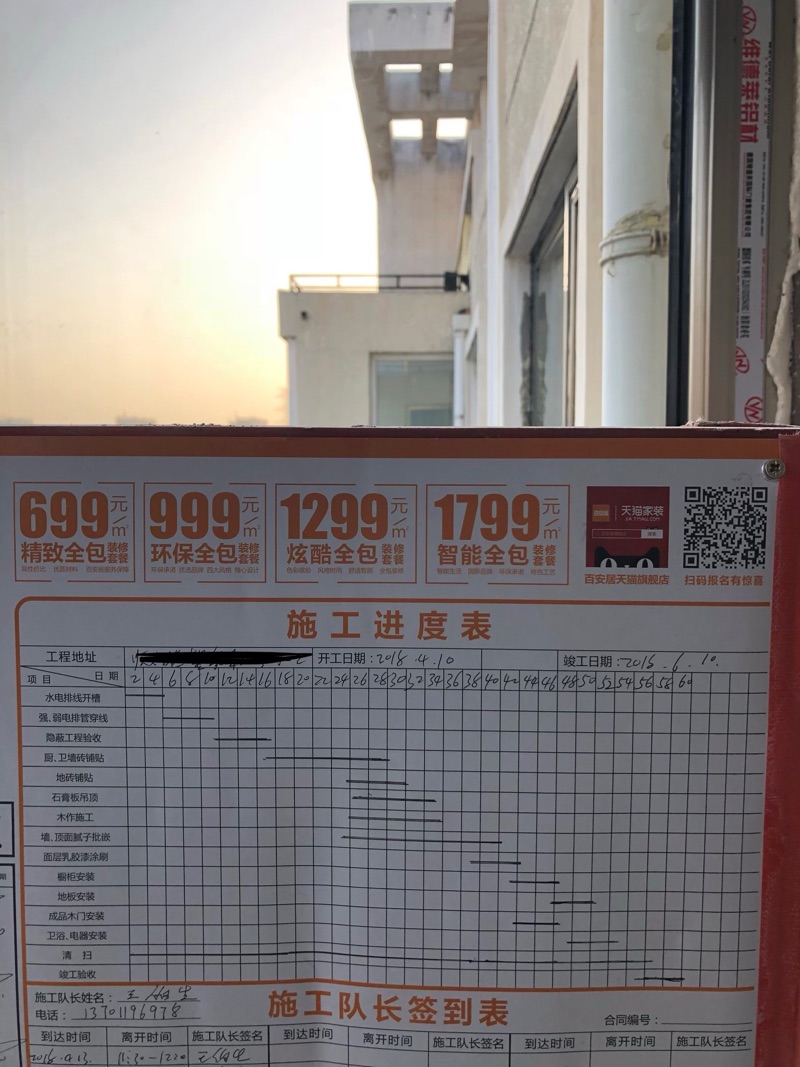 维德莱铝材
699元/m² 999元/m² 1299元/m² 1799元/m² 天猫家装
精致全包装修套餐 环保全包装修套餐 炫酷全包装修套餐 智能全包装修套餐
百安居天猫旗舰店 扫码报名有惊喜
施工进度表
工程地址 开工日期:2018.4.10 竣工日期:2018.6.10.
项目 日期 2 4 6 8 10 12 14 16 18 20 22 24 26 28 30 32 34 36 38 40 42 44 46 48 50 52 54 56 58 60
水电排线开槽
强、弱电排管穿线
隐蔽工程验收
厨、卫墙砖铺贴
地砖铺贴
石膏板吊顶
木作施工
墙、顶面腻子批嵌
面层乳胶漆涂刷
橱柜安装
地板安装
成品木门安装
卫浴、电器安装
清扫
竣工验收
施工队长姓名:
电话:13701196978
施工队长签到表
合同编号:
到达时间 离开时间 施工队长签名 到达时间 离开时间 施工队长签名 到达时间 离开时间 施工队长签名
2018.4.13. 11:30-1220